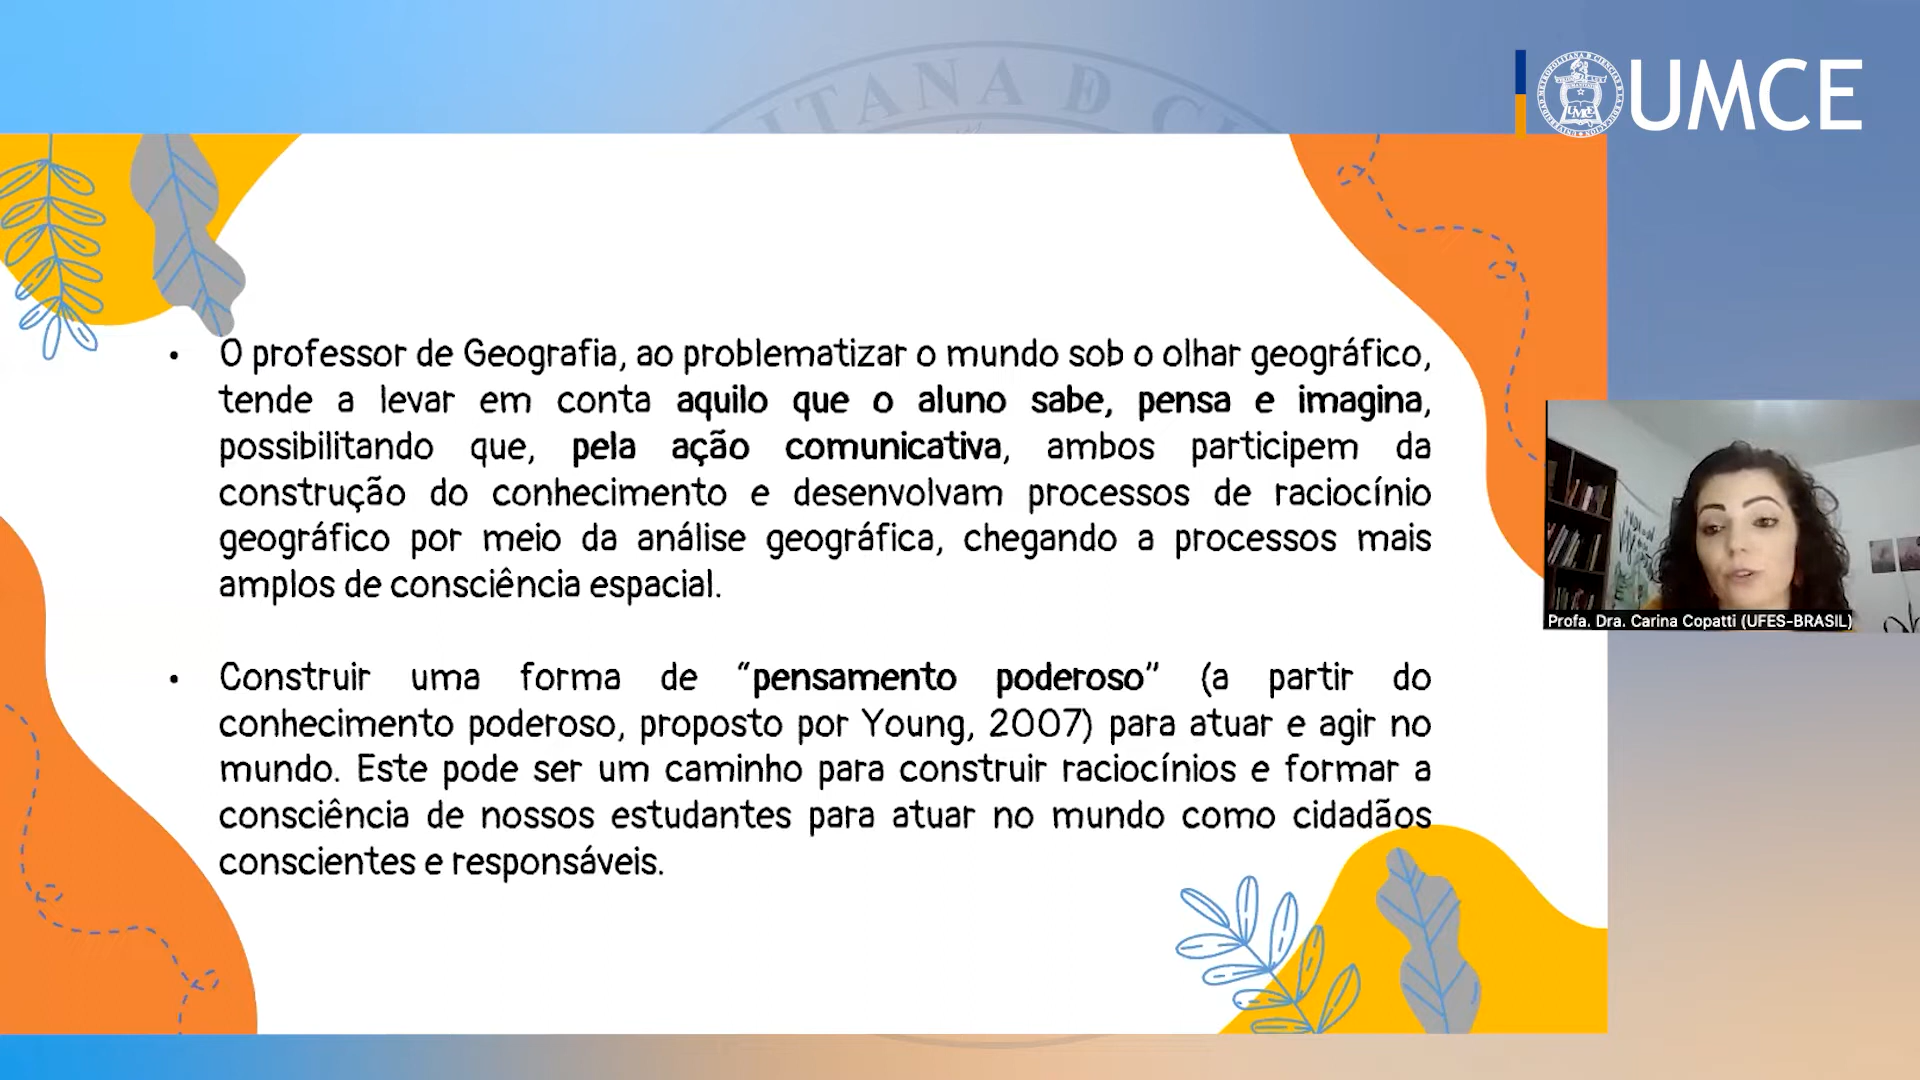 ITANA D C
UMCE
O professor de Geografia, ao problematizar o mundo sob o olhar geográfico,
tende a levar em conta aquilo que o aluno sabe, pensa e imagina,
possibilitando que, pela ação comunicativa, ambos participem da
construção do conhecimento e desenvolvam processos de raciocínio
geográfico por meio da análise geográfica, chegando a processos mais
amplos de consciência espacial.
Construir uma forma de “pensamento poderoso” (a partir do
conhecimento poderoso, proposto por Young, 2007) para atuar e agir no
mundo. Este pode ser um caminho para construir raciocínios e formar a
consciência de nossos estudantes para atuar no mundo como cidadãos
conscientes e responsáveis.
Profa. Dra. Carina Copatti (UFES-BRASIL)